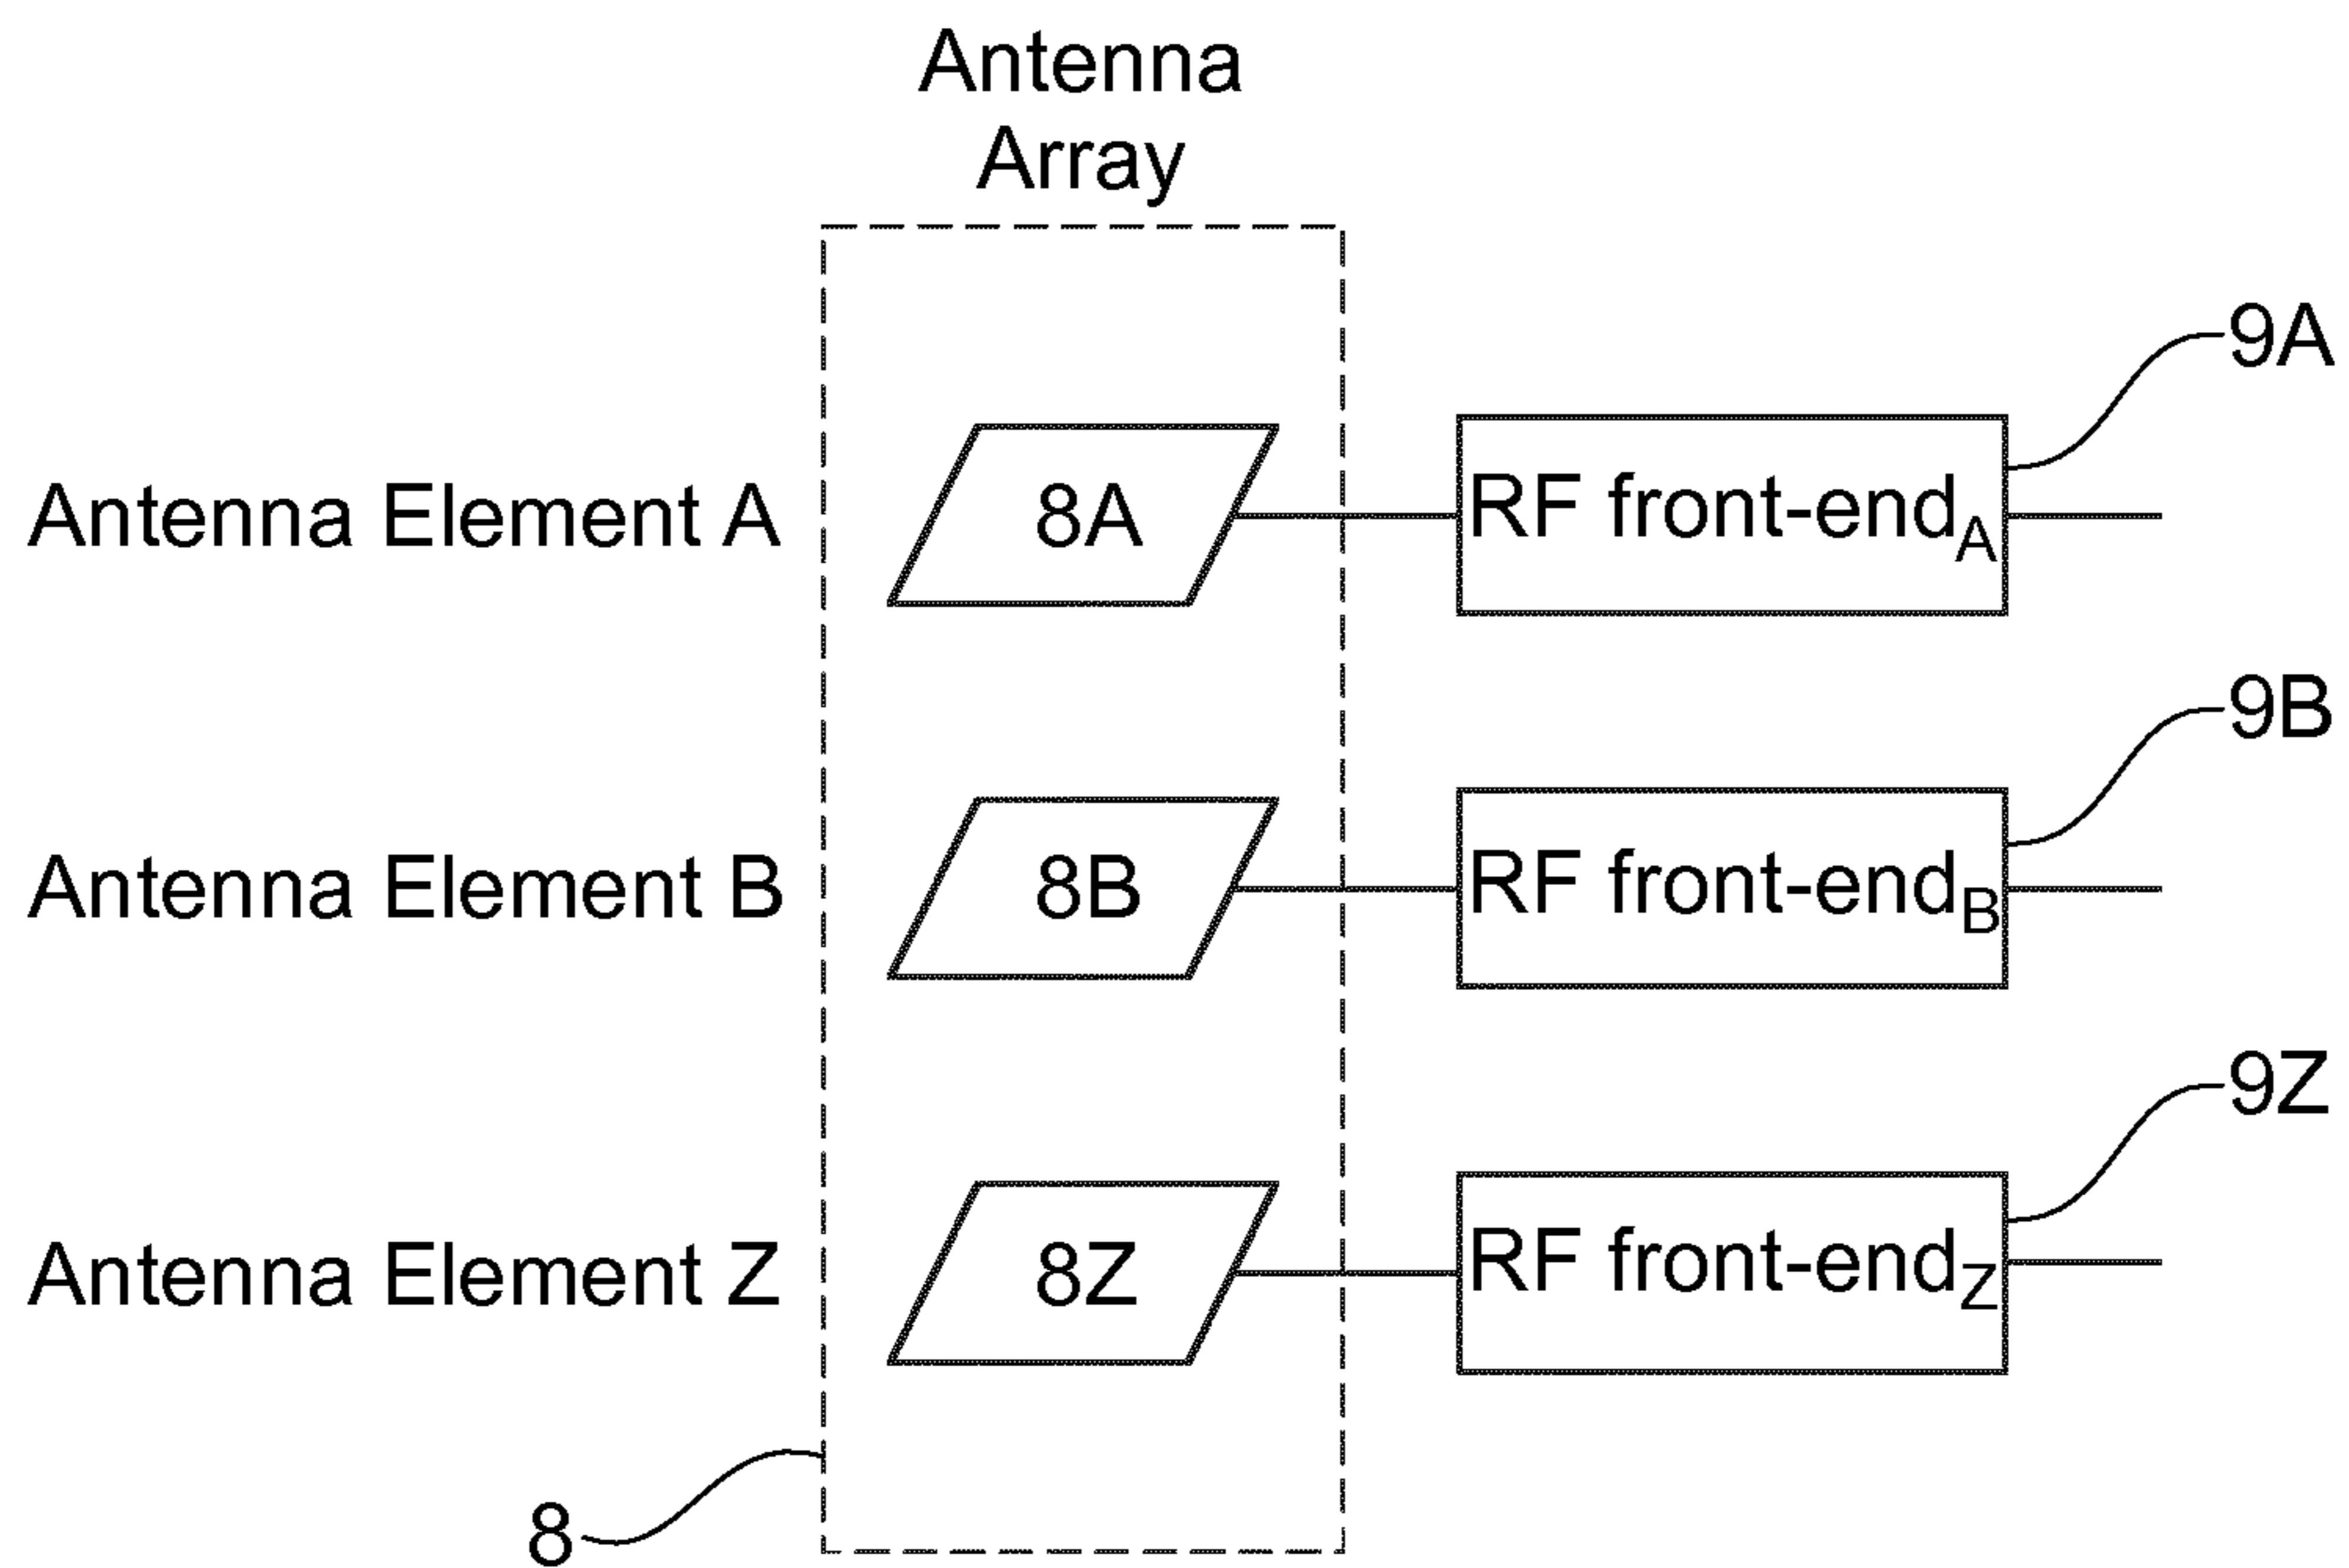 Antenna
Array
9A
Antenna Element A
8A
RF front-endA
9B
Antenna Element B
8B
RF front-endB
9Z
Antenna Element Z
8Z
RF front-endZ
8